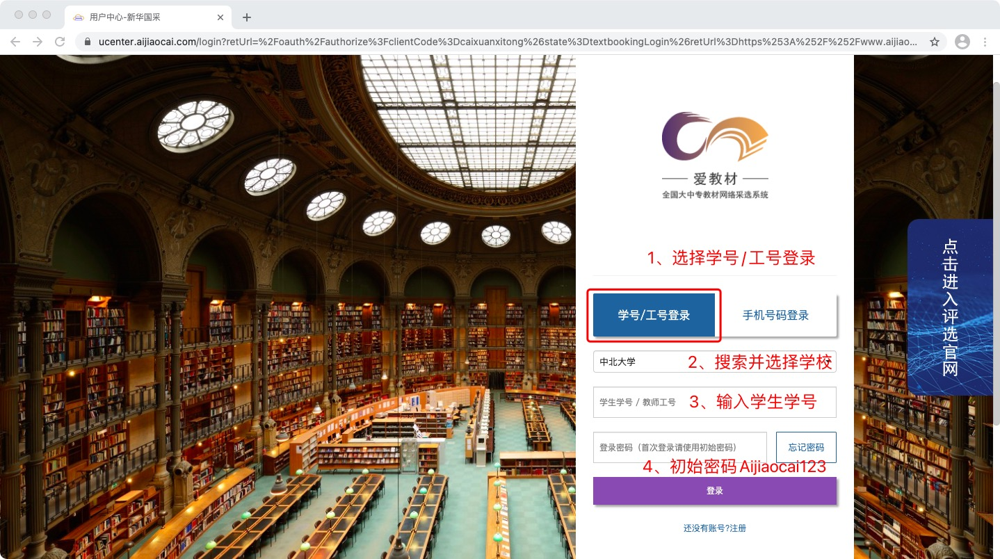 用户中心-新华国采
ucenter.aijiaocai.com/login?retUrl=%2Foauth%2Fauthorize%3FclientCode%3Dcaixuanxitong%26state%3DtextbookingLogin%26retUrl%3Dhttps%253A%252F%252Fwww.aijiao...
爱教材
全国大中专教材网络采选系统
1、选择学号/工号登录
学号/工号登录
手机号码登录
中北大学
2、搜索并选择学校
学生学号 / 教师工号
3、输入学生学号
登录密码（首次登录请使用初始密码）
忘记密码
4、初始密码Aijiaocai123
登录
还没有账号?注册
点击进入评选官网